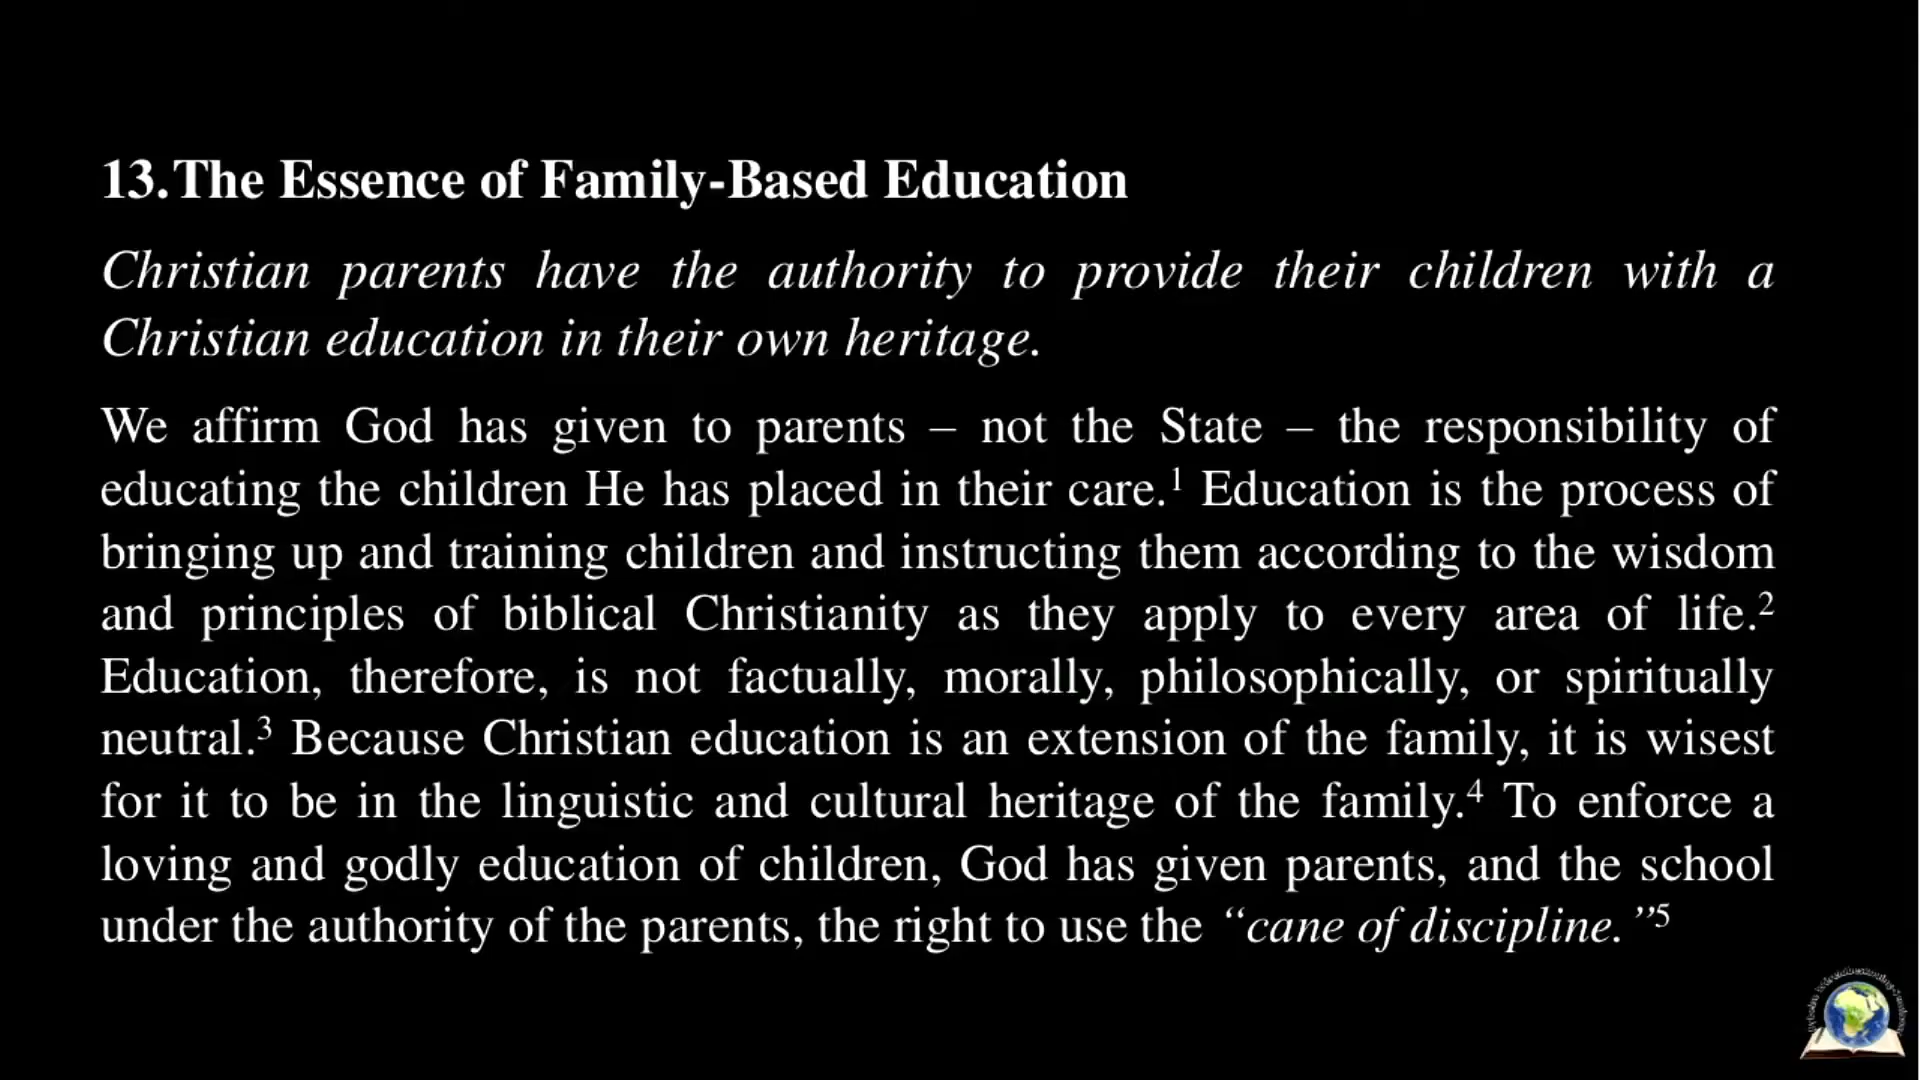 13.The Essence of Family-Based Education
Christian parents have the authority to provide their children with a
Christian education in their own heritage.
We affirm God has given to parents – not the State – the responsibility of
educating the children He has placed in their care.¹ Education is the process of
bringing up and training children and instructing them according to the wisdom
and principles of biblical Christianity as they apply to every area of life.²
Education, therefore, is not factually, morally, philosophically, or spiritually
neutral.³ Because Christian education is an extension of the family, it is wisest
for it to be in the linguistic and cultural heritage of the family.⁴ To enforce a
loving and godly education of children, God has given parents, and the school
under the authority of the parents, the right to use the “cane of discipline.”⁵